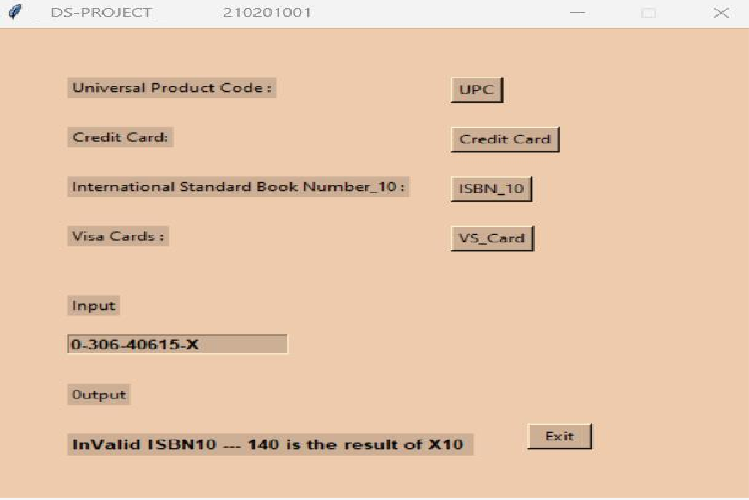 DS-PROJECT 210201001
Universal Product Code : UPC
Credit Card: Credit Card
International Standard Book Number_10 : ISBN_10
Visa Cards : VS_Card
Input
0-306-40615-X
Output
InValid ISBN10 --- 140 is the result of X10
Exit